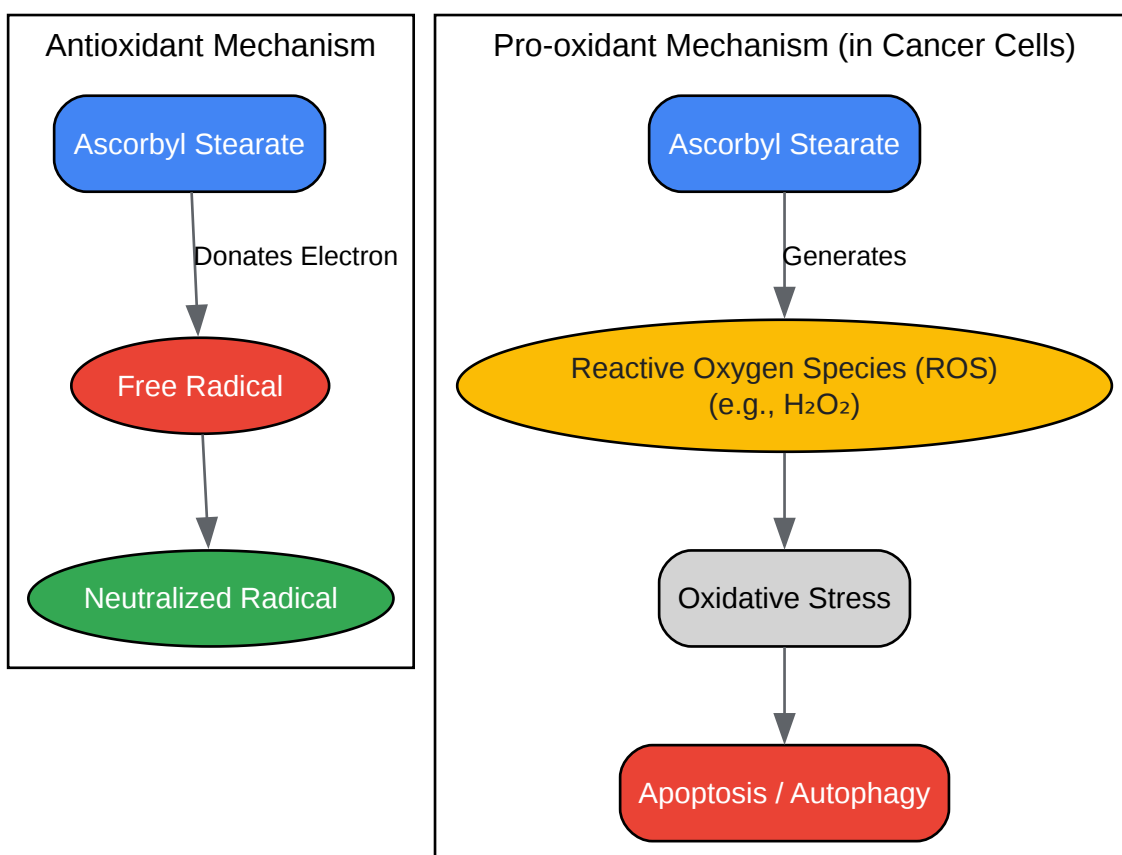 Antioxidant Mechanism
Ascorbyl Stearate
Donates Electron
Free Radical
Neutralized Radical
Pro-oxidant Mechanism (in Cancer Cells)
Ascorbyl Stearate
Generates
Reactive Oxygen Species (ROS)
(e.g., H₂O₂)
Oxidative Stress
Apoptosis / Autophagy